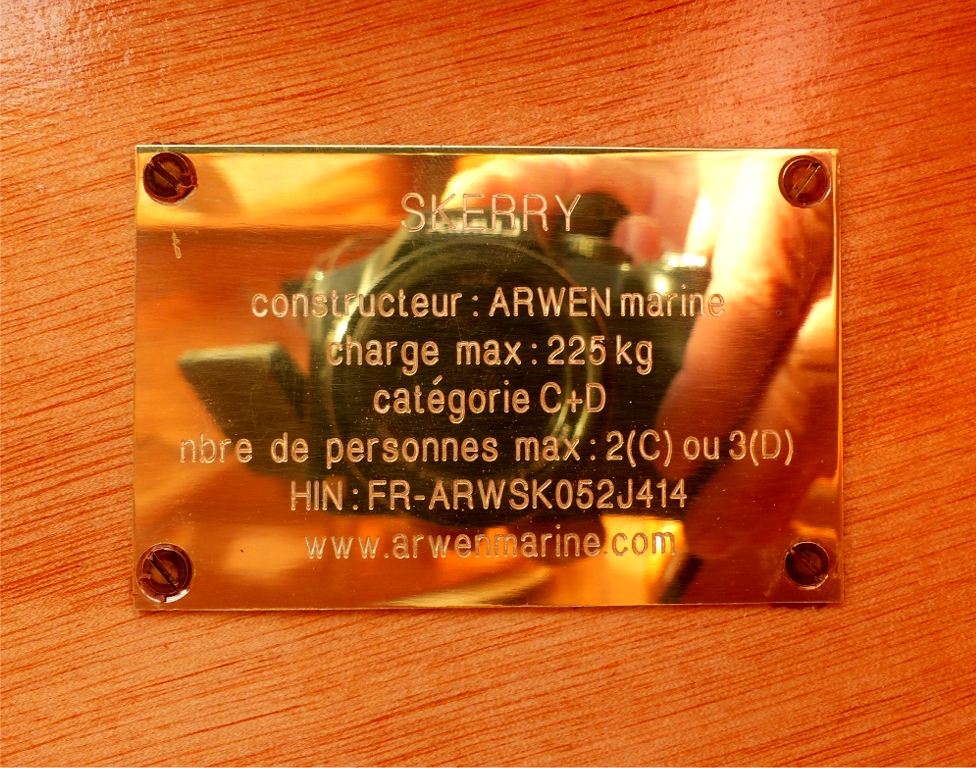 SKERRY
constructeur : ARWEN marine
charge max : 225 kg
catégorie C+D
nbre de personnes max : 2(C) ou 3(D)
HIN : FR-ARWSK052J414
www.arwenmarine.com